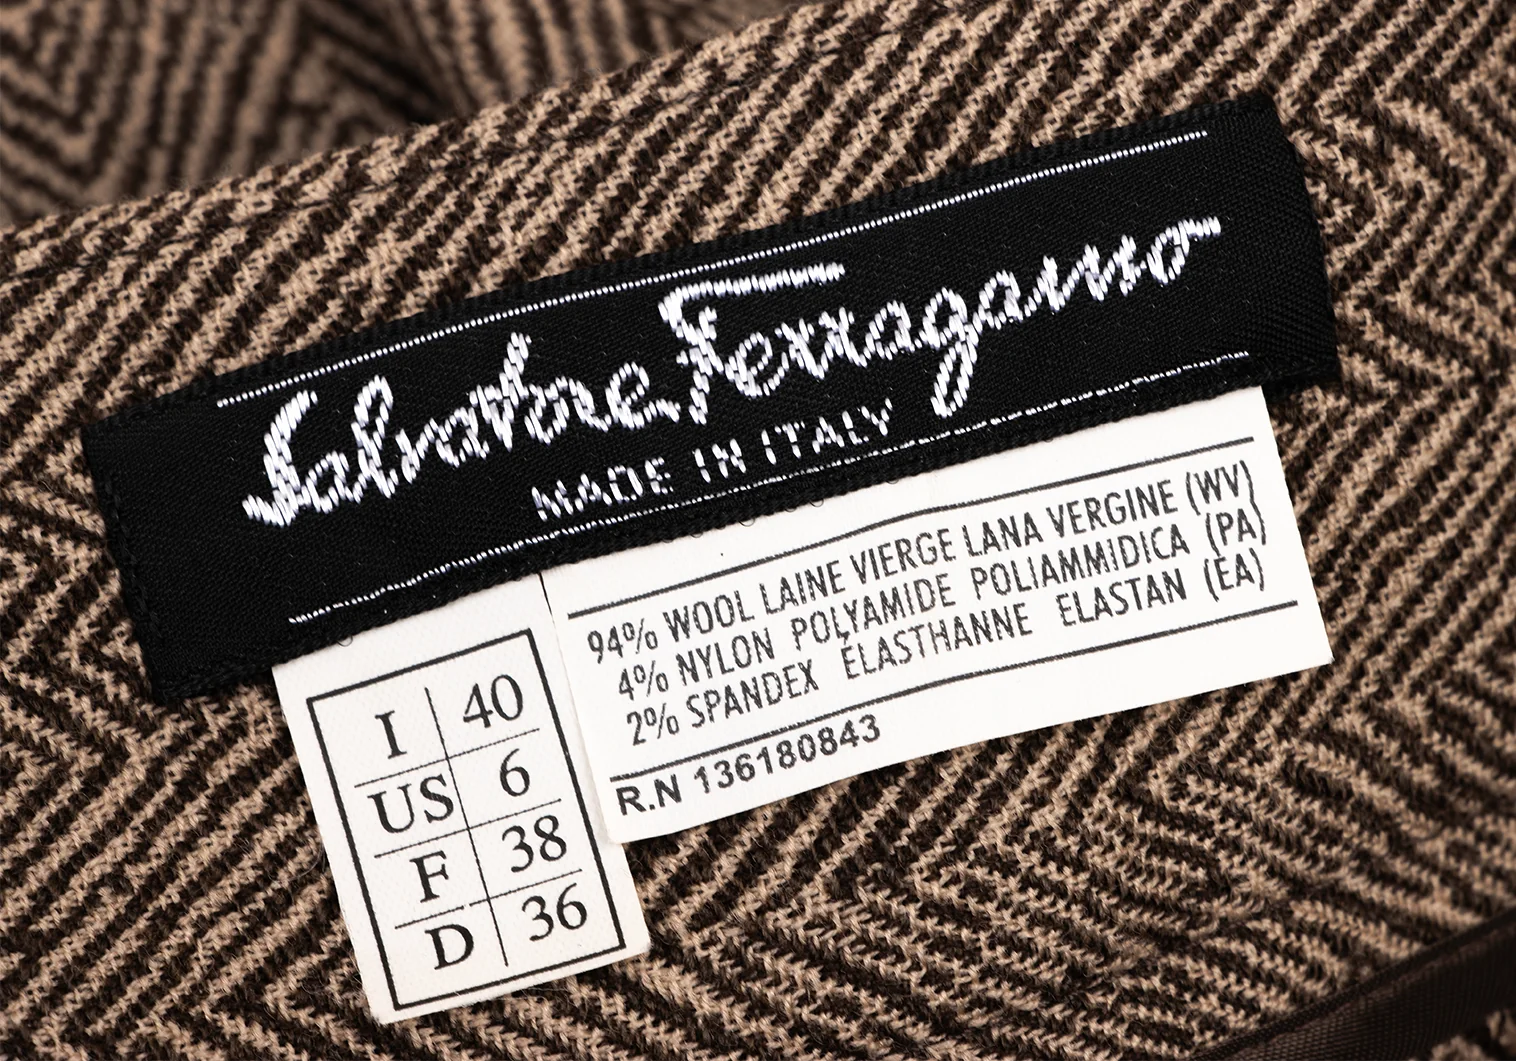 Salvatore Ferragamo
MADE IN ITALY
94% WOOL LAINE VIERGE LANA VERGINE (WV)
4% NYLON POLYAMIDE POLIAMMIDICA (PA)
2% SPANDEX ÉLASTHANNE ELASTAN (EA)
R.N 136180843
I 40
US 6
F 38
D 36